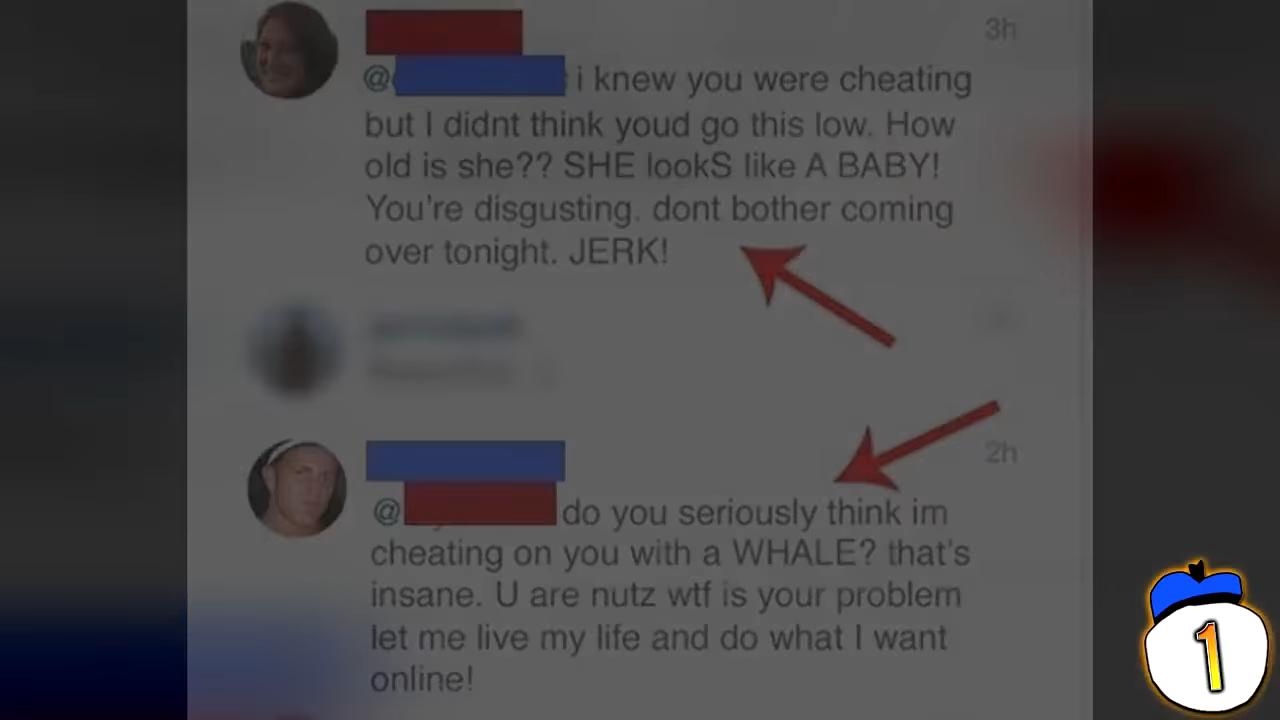 3h
@ i knew you were cheating
but I didnt think youd go this low. How
old is she?? SHE lookS like A BABY!
You're disgusting. dont bother coming
over tonight. JERK!
2h
@ do you seriously think im
cheating on you with a WHALE? that's
insane. U are nutz wtf is your problem
let me live my life and do what I want
online!
1